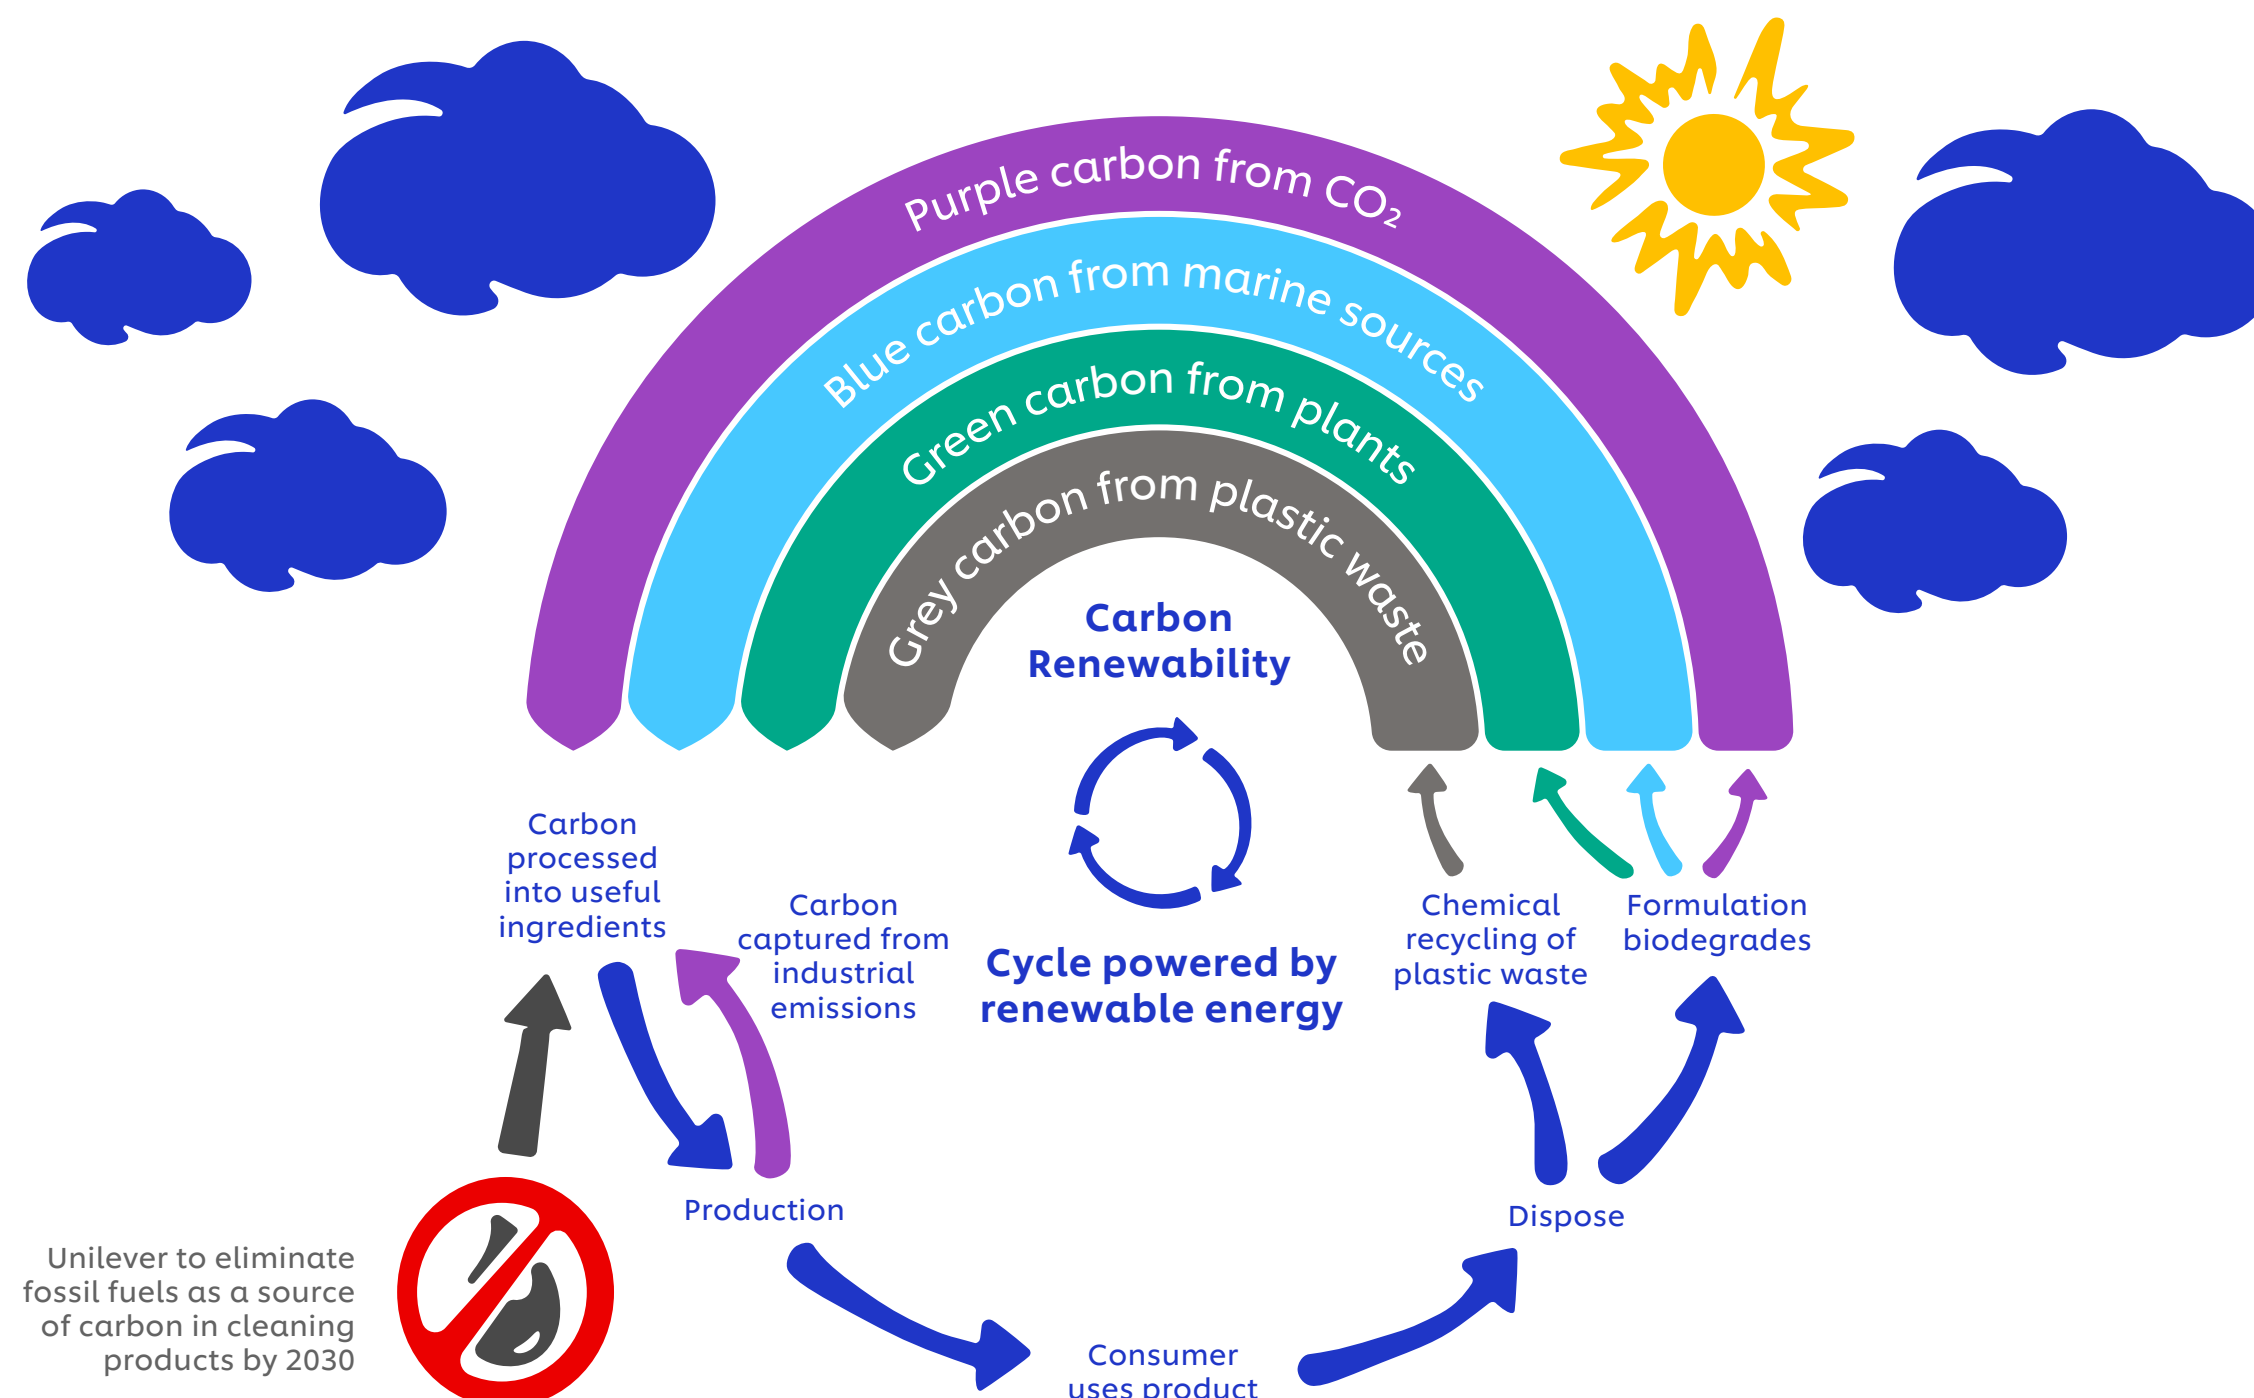 Purple carbon from CO₂
Blue carbon from marine sources
Green carbon from plants
Grey carbon from plastic waste
Carbon
Renewability
Carbon
processed
into useful
ingredients
Carbon
captured from
industrial
emissions
Cycle powered by
renewable energy
Chemical
recycling of
plastic waste
Formulation
biodegrades
Production
Dispose
Unilever to eliminate
fossil fuels as a source
of carbon in cleaning
products by 2030
Consumer
uses product